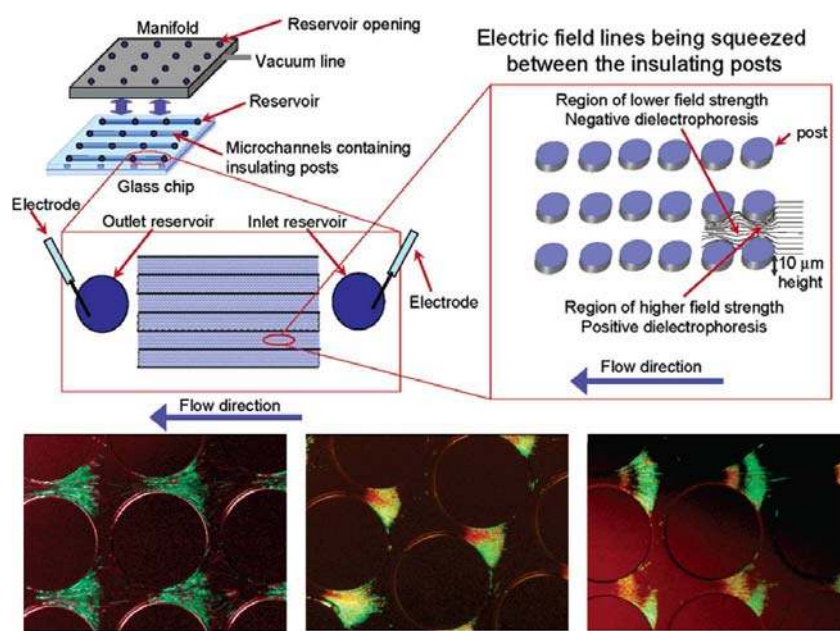 Manifold
Reservoir opening
Vacuum line
Reservoir
Microchannels containing
insulating posts
Glass chip
Electrode
Outlet reservoir
Inlet reservoir
Electrode
Flow direction
Electric field lines being squeezed
between the insulating posts
Region of lower field strength
Negative dielectrophoresis
post
10 μm
height
Region of higher field strength
Positive dielectrophoresis
Flow direction